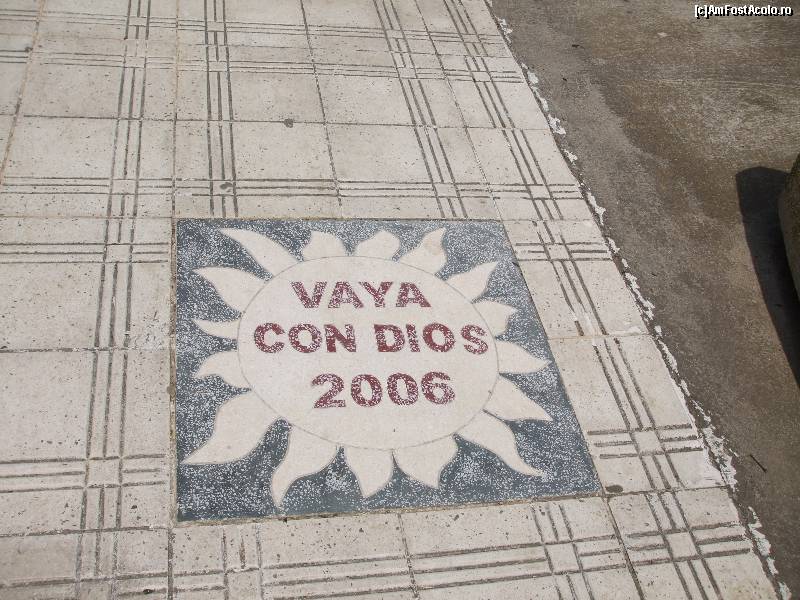 [c]AmFostAcolo.ro
VAYA
CON DIOS
2006